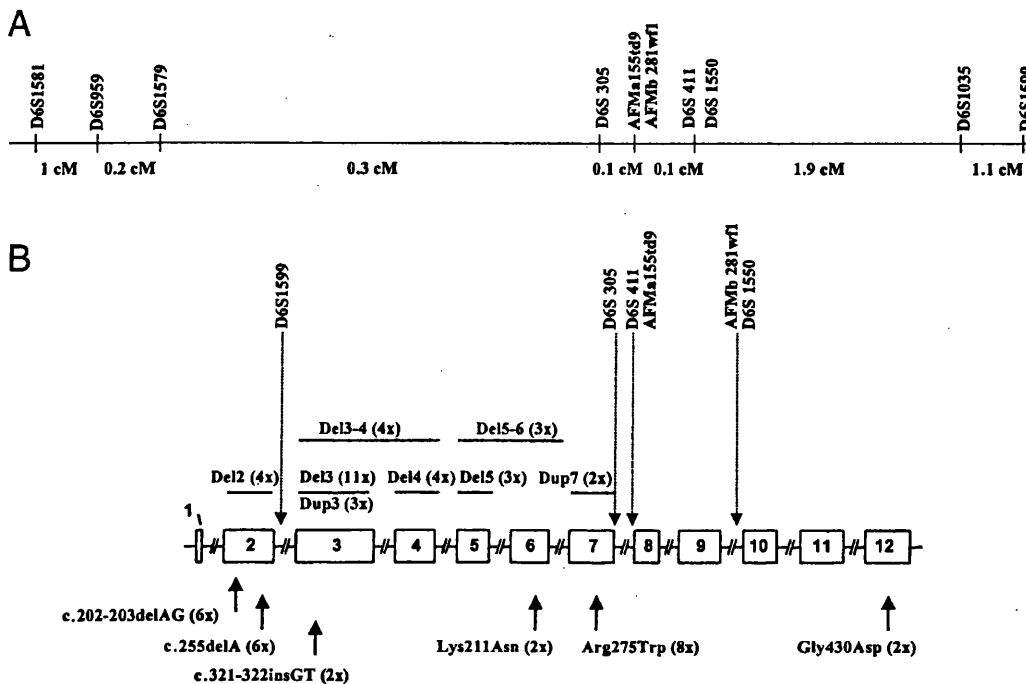 A
D6S1581
D6S959
D6S1579
D6S 305
AFMa155td9
AFMb 281wf1
D6S 411
D6S 1550
D6S1035
1 cM
0.2 cM
0.3 cM
0.1 cM
0.1 cM
1.9 cM
1.1 cM
B
D6S1599
D6S 305
D6S 411
AFMa155td9
AFMb 281wf1
D6S 1550
Del3-4 (4x)
Del5-6 (3x)
Del2 (4x)
Del3 (11x)
Del4 (4x)
Del5 (3x)
Dup7 (2x)
Dup3 (3x)
1
2
3
4
5
6
7
8
9
10
11
12
c.202-203delAG (6x)
c.255delA (6x)
c.321-322insGT (2x)
Lys211Asn (2x)
Arg275Trp (8x)
Gly430Asp (2x)